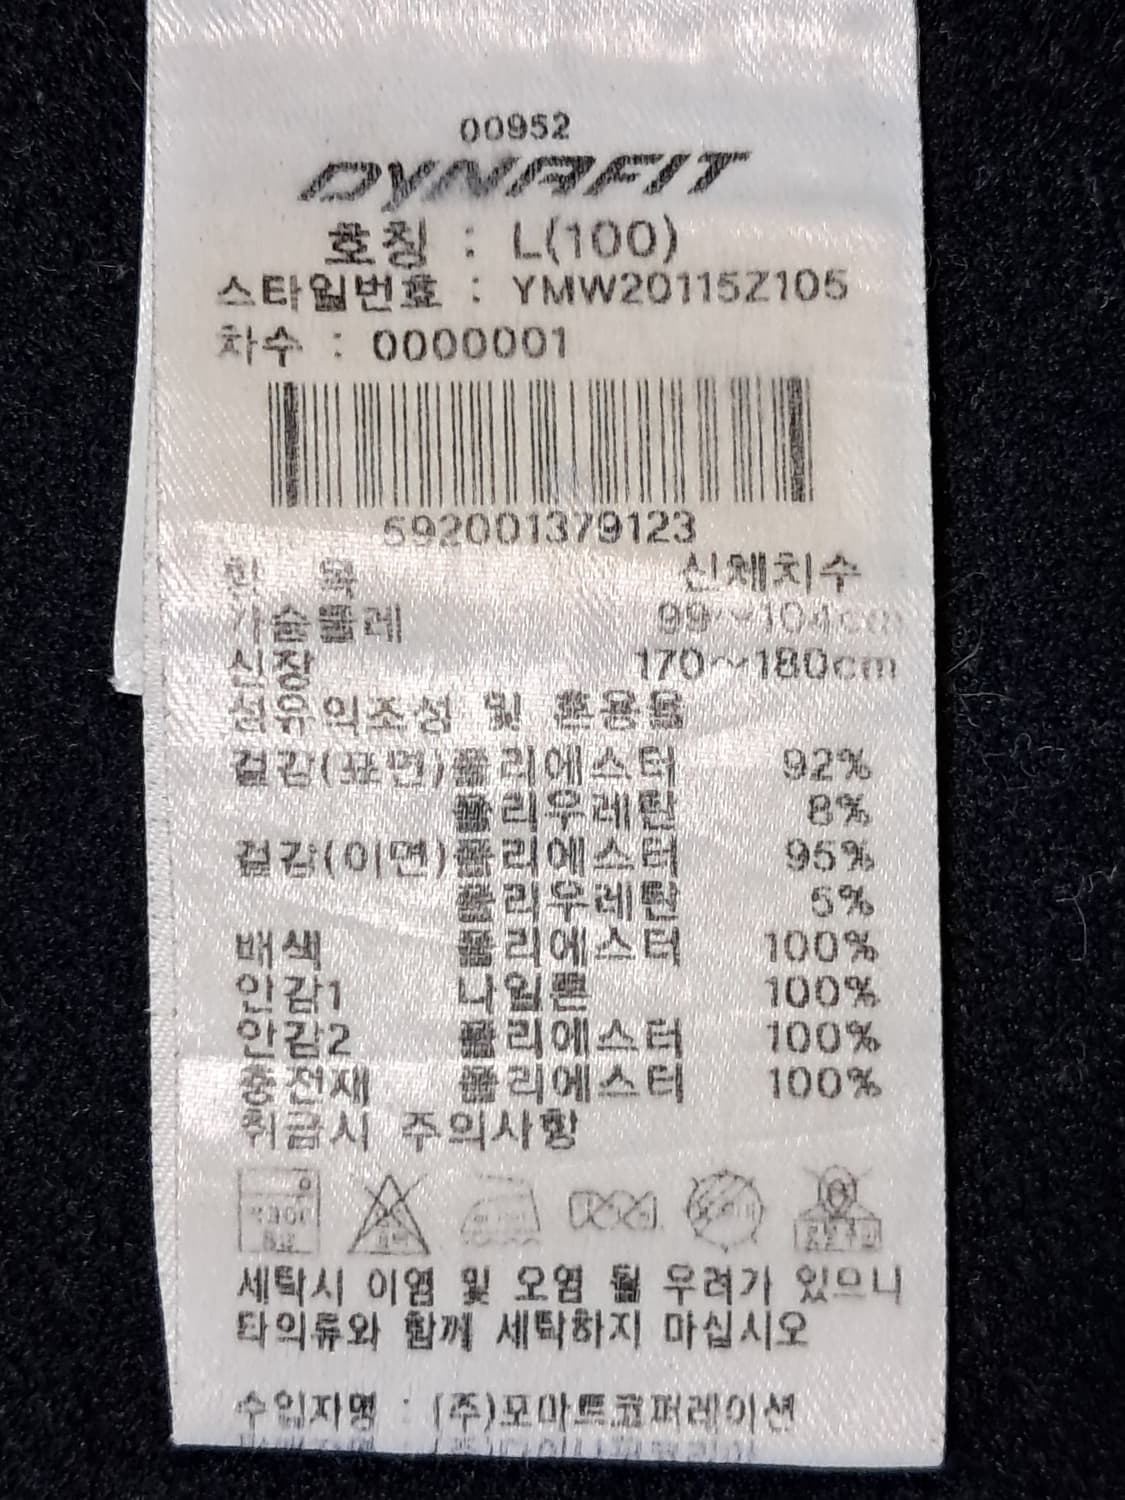 00952
DYNAFIT
호칭 : L(100)
스타일번호 : YMW20115Z105
차수 : 0000001
592001379123
항 목 신체치수
가슴둘레 99~104cm
신장 170~180cm
섬유의조성 및 혼용율
겉감(표면)폴리에스터 92%
폴리우레탄 8%
겉감(이면)폴리에스터 95%
폴리우레탄 5%
배색 폴리에스터 100%
안감1 나일론 100%
안감2 폴리에스터 100%
충전재 폴리에스터 100%
취급시 주의사항
세탁시 이염 및 오염 될 우려가 있으니
타의류와 함께 세탁하지 마십시오
수입자명 : (주)모마트코퍼레이션